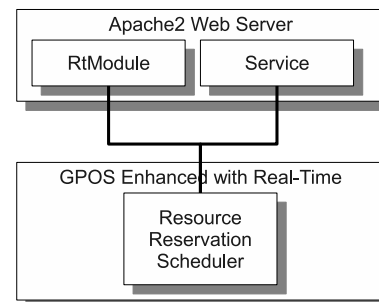 Apache2 Web Server
RtModule
Service
GPOS Enhanced with Real-Time
Resource
Reservation
Scheduler